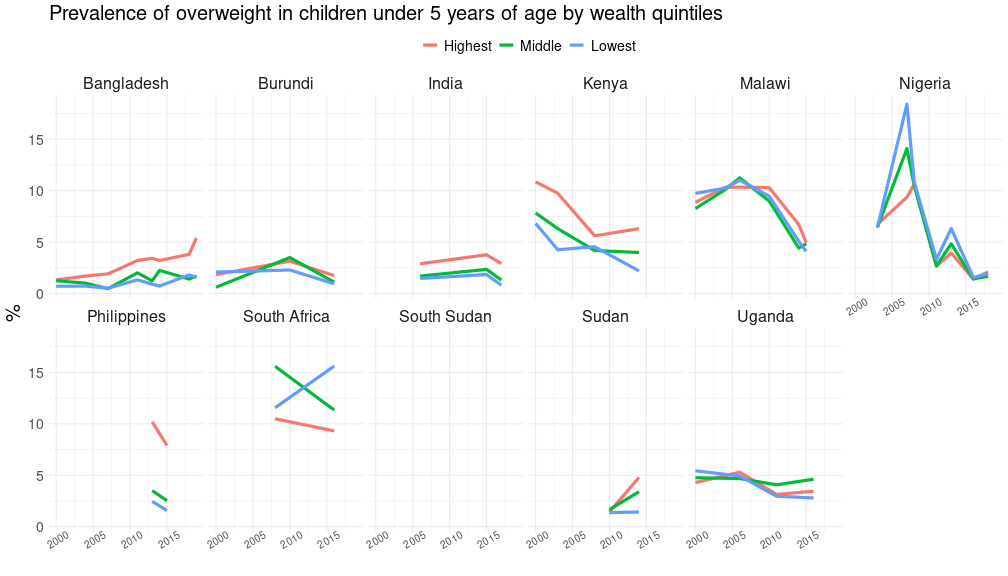 Prevalence of overweight in children under 5 years of age by wealth quintiles
Highest Middle Lowest
Bangladesh Burundi India Kenya Malawi Nigeria
15
10
5
0
2000 2005 2010 2015
%
Philippines South Africa South Sudan Sudan Uganda
15
10
5
0
2000 2005 2010 2015 2000 2005 2010 2015 2000 2005 2010 2015 2000 2005 2010 2015 2000 2005 2010 2015